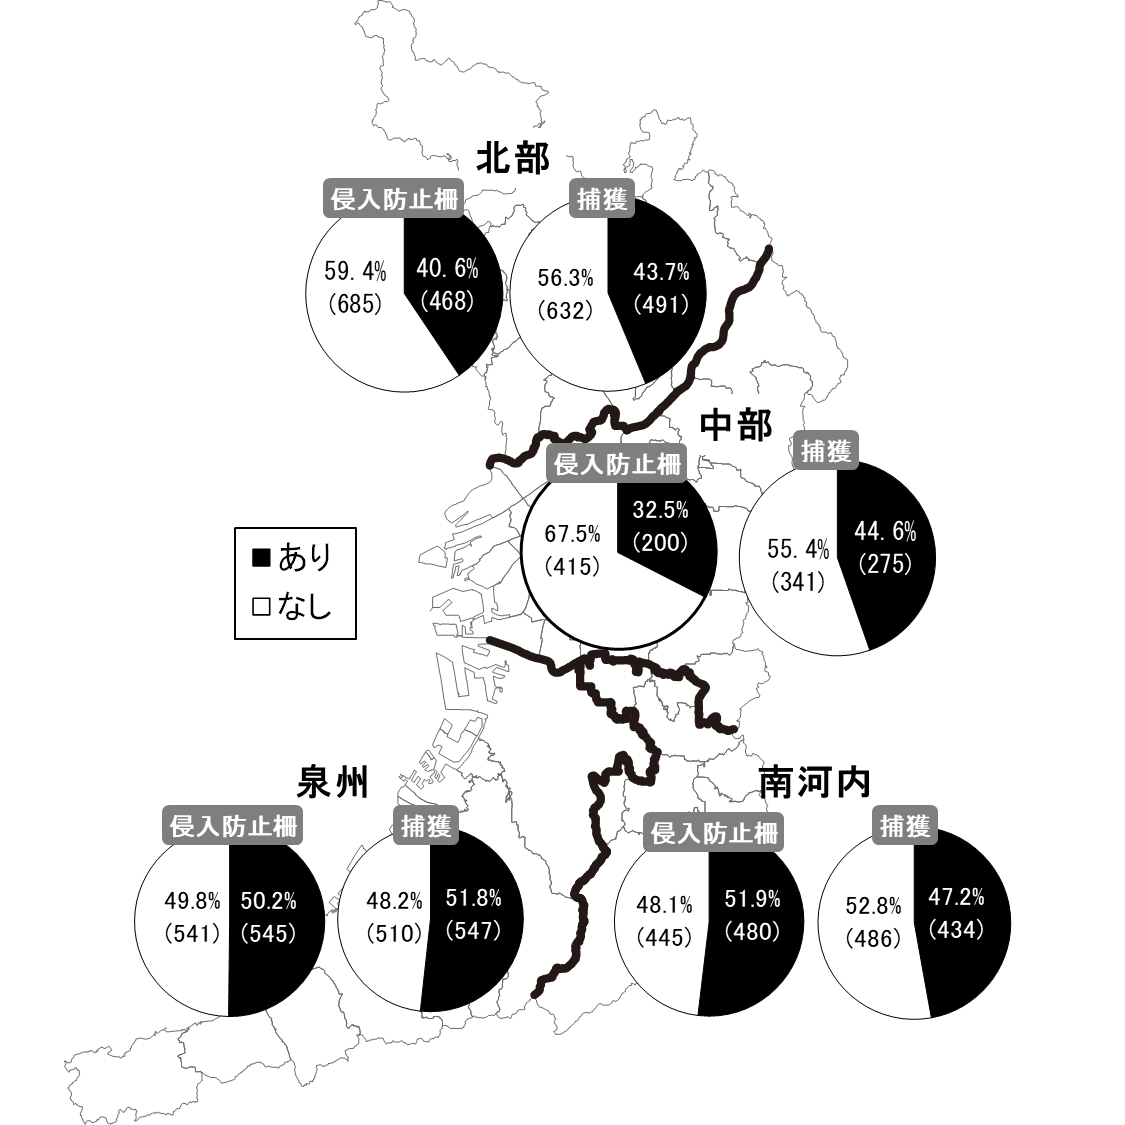 北部
侵入防止柵
59.4%
(685)
40.6%
(468)
捕獲
56.3%
(632)
43.7%
(491)
中部
侵入防止柵
67.5%
(415)
32.5%
(200)
捕獲
55.4%
(341)
44.6%
(275)
■あり
□なし
泉州
侵入防止柵
49.8%
(541)
50.2%
(545)
捕獲
48.2%
(510)
51.8%
(547)
南河内
侵入防止柵
48.1%
(445)
51.9%
(480)
捕獲
52.8%
(486)
47.2%
(434)